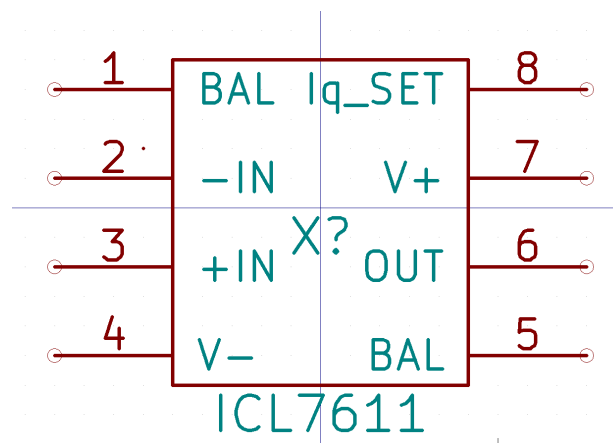 1 BAL Iq_SET 8
2 -IN V+ 7
X?
3 +IN OUT 6
4 V- BAL 5
ICL7611